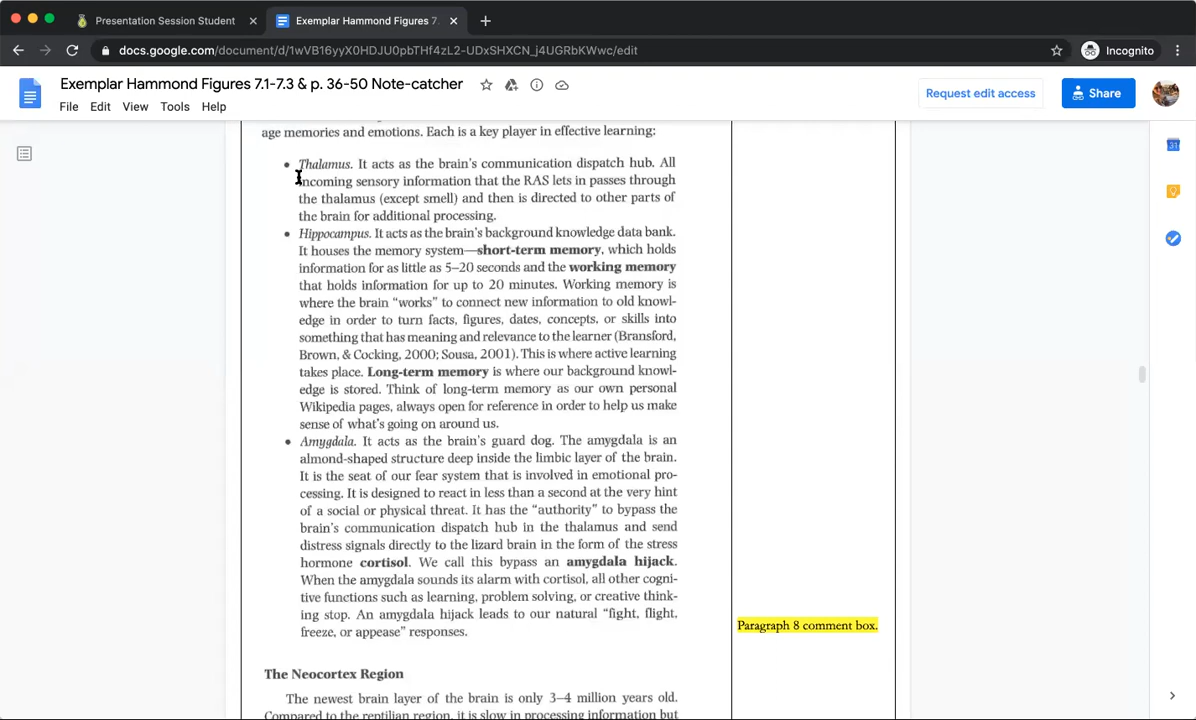 Presentation Session Student
Exemplar Hammond Figures 7.
docs.google.com/document/d/1wVB16yyX0HDJU0pbTHf4zL2-UDxSHXCN_j4UGRbKWwc/edit
Incognito
Exemplar Hammond Figures 7.1-7.3 & p. 36-50 Note-catcher
File Edit View Tools Help
Request edit access
Share
31
age memories and emotions. Each is a key player in effective learning:
• Thalamus. It acts as the brain's communication dispatch hub. All
incoming sensory information that the RAS lets in passes through
the thalamus (except smell) and then is directed to other parts of
the brain for additional processing.
• Hippocampus. It acts as the brain's background knowledge data bank.
It houses the memory system—short-term memory, which holds
information for as little as 5–20 seconds and the working memory
that holds information for up to 20 minutes. Working memory is
where the brain “works” to connect new information to old knowl-
edge in order to turn facts, figures, dates, concepts, or skills into
something that has meaning and relevance to the learner (Bransford,
Brown, & Cocking, 2000; Sousa, 2001). This is where active learning
takes place. Long-term memory is where our background knowl-
edge is stored. Think of long-term memory as our own personal
Wikipedia pages, always open for reference in order to help us make
sense of what's going on around us.
• Amygdala. It acts as the brain's guard dog. The amygdala is an
almond-shaped structure deep inside the limbic layer of the brain.
It is the seat of our fear system that is involved in emotional pro-
cessing. It is designed to react in less than a second at the very hint
of a social or physical threat. It has the “authority” to bypass the
brain's communication dispatch hub in the thalamus and send
distress signals directly to the lizard brain in the form of the stress
hormone cortisol. We call this bypass an amygdala hijack.
When the amygdala sounds its alarm with cortisol, all other cogni-
tive functions such as learning, problem solving, or creative think-
ing stop. An amygdala hijack leads to our natural “fight, flight,
freeze, or appease” responses.
Paragraph 8 comment box.
The Neocortex Region
The newest brain layer of the brain is only 3–4 million years old.
Compared to the reptilian region, it is slow in processing information but